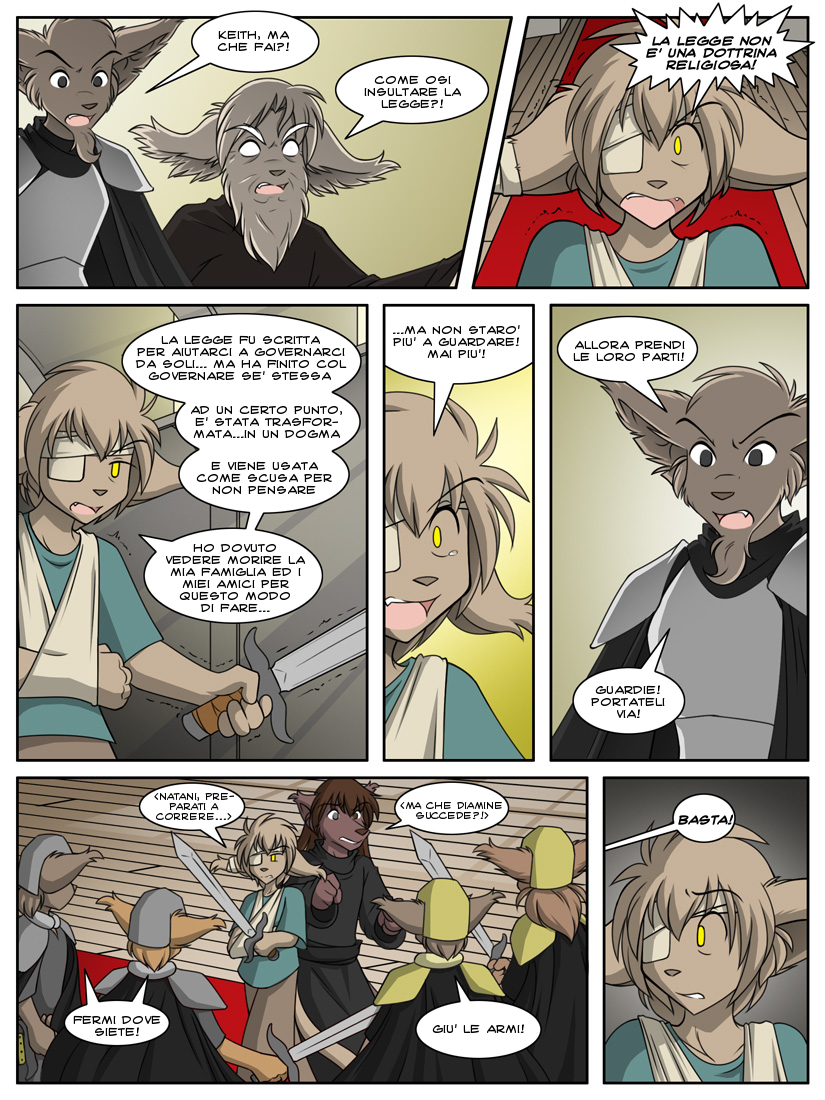 KEITH, MA
CHE FAI?!
COME OSI
INSULTARE LA
LEGGE?!
LA LEGGE NON
E' UNA DOTTRINA
RELIGIOSA!
LA LEGGE FU SCRITTA
PER AIUTARCI A GOVERNARCI
DA SOLI... MA HA FINITO COL
GOVERNARE SE' STESSA
AD UN CERTO PUNTO,
E' STATA TRASFOR-
MATA...IN UN DOGMA
E VIENE USATA
COME SCUSA PER
NON PENSARE
HO DOVUTO
VEDERE MORIRE LA
MIA FAMIGLIA ED I
MIEI AMICI PER
QUESTO MODO
DI FARE...
...MA NON STARO'
PIU' A GUARDARE!
MAI PIU'!
ALLORA PRENDI
LE LORO PARTI!
GUARDIE!
PORTATELI
VIA!
<NATANI, PRE-
PARATI A
CORRERE...>
<MA CHE DIAMINE
SUCCEDE?!>
FERMI DOVE
SIETE!
GIU' LE ARMI!
BASTA!